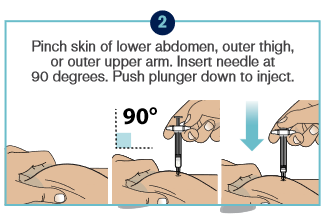 2
Pinch skin of lower abdomen, outer thigh,
or outer upper arm. Insert needle at
90 degrees. Push plunger down to inject.
90°